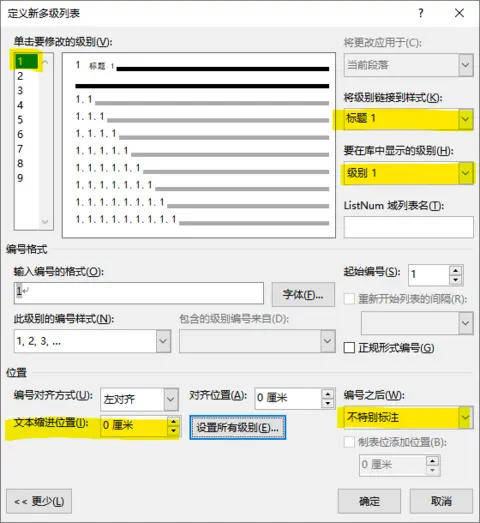 定义新多级列表
单击要修改的级别(V):
1
2
3
4
5
6
7
8
9
1 标题 1
1. 1
1. 1. 1
1. 1. 1. 1
1. 1. 1. 1. 1
1. 1. 1. 1. 1. 1
1. 1. 1. 1. 1. 1. 1
1. 1. 1. 1. 1. 1. 1. 1
1. 1. 1. 1. 1. 1. 1. 1. 1
将更改应用于(C):
当前段落
将级别链接到样式(K):
标题 1
要在库中显示的级别(H):
级别 1
ListNum 域列表名(T):
编号格式
输入编号的格式(O):
1
字体(F)...
起始编号(S): 1
重新开始列表的间隔(R):
此级别的编号样式(N):
包含的级别编号来自(D):
1, 2, 3, ...
正规形式编号(G)
位置
编号对齐方式(U): 左对齐
对齐位置(A): 0 厘米
编号之后(W):
不特别标注
文本缩进位置(I): 0 厘米
设置所有级别(E)...
制表位添加位置(B):
0 厘米
<< 更少(L)
确定
取消